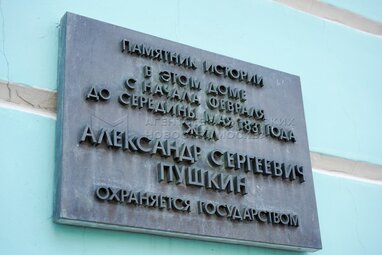 ПАМЯТНИК ИСТОРИИ
В ЭТОМ ДОМЕ
С НАЧАЛА ФЕВРАЛЯ
ДО СЕРЕДИНЫ МАЯ 1831 ГОДА
ЖИЛ
АЛЕКСАНДР СЕРГЕЕВИЧ
ПУШКИН
ОХРАНЯЕТСЯ ГОСУДАРСТВОМ